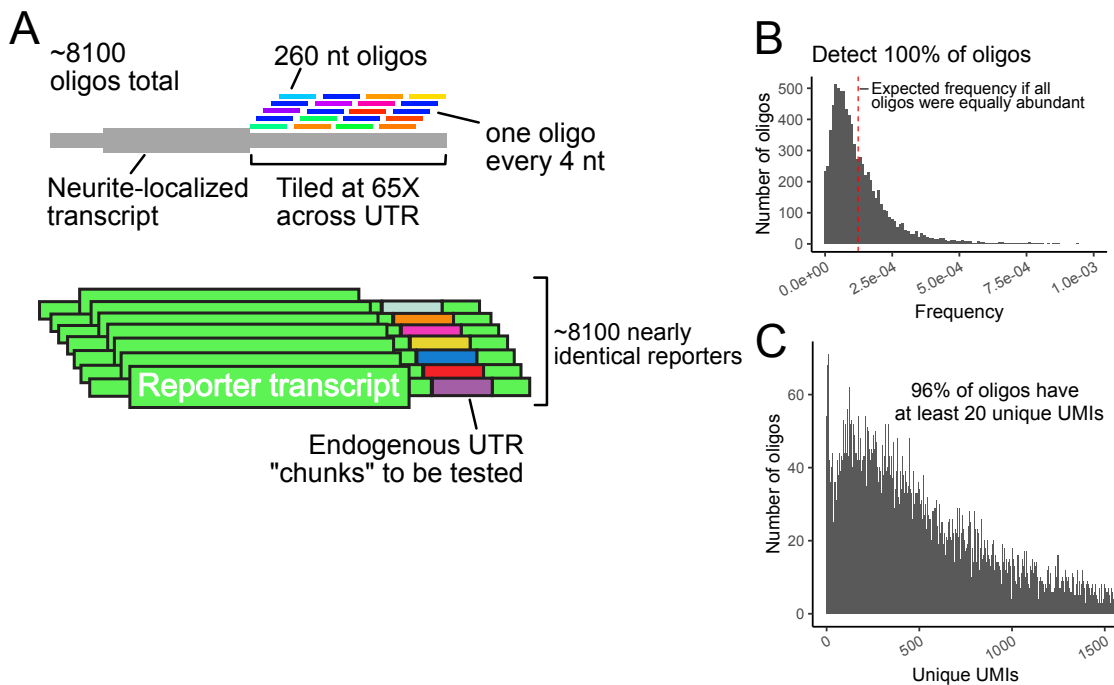 A
~8100
oligos total
260 nt oligos
one oligo
every 4 nt
Neurite-localized
transcript
Tiled at 65X
across UTR
Reporter transcript
~8100 nearly
identical reporters
Endogenous UTR
"chunks" to be tested
B
Detect 100% of oligos
Expected frequency if all
oligos were equally abundant
Number of oligos
500
400
300
200
100
0
0.0e+00
2.5e-04
5.0e-04
7.5e-04
1.0e-03
Frequency
C
96% of oligos have
at least 20 unique UMIs
Number of oligos
60
40
20
0
0
500
1000
1500
Unique UMIs